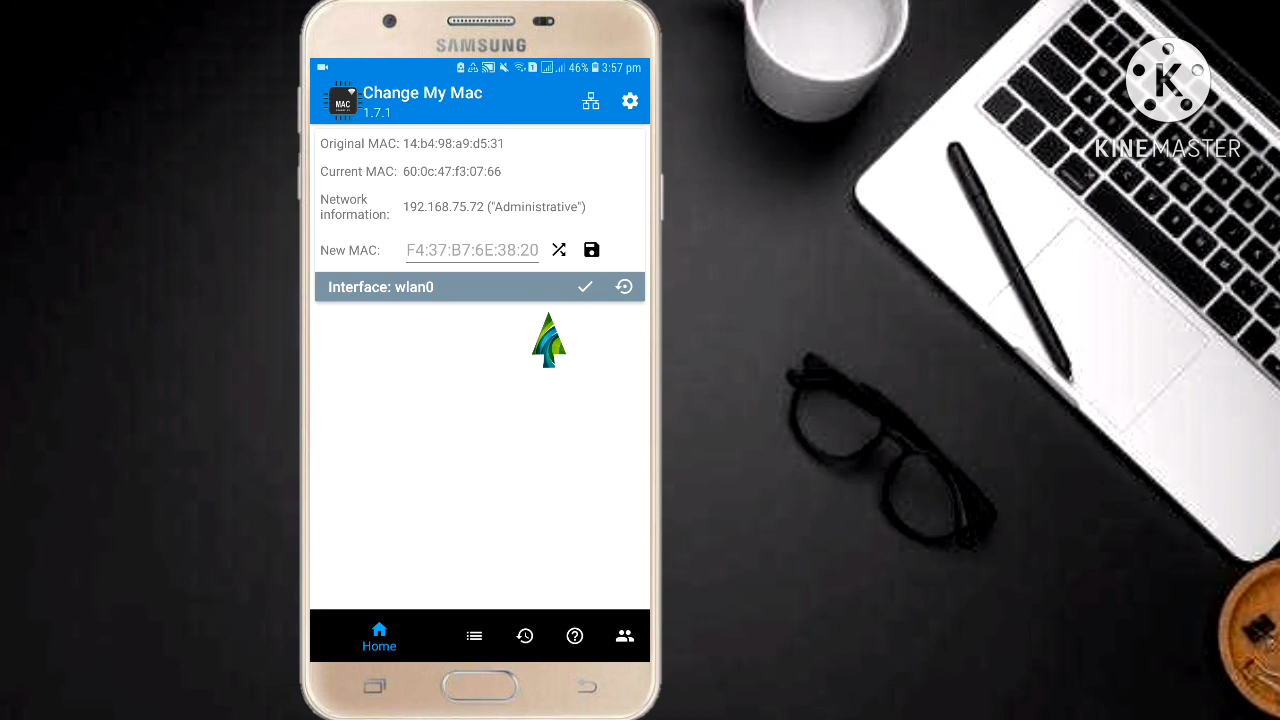 SAMSUNG
46% 3:57 pm
Change My Mac
MAC
1.7.1
Original MAC: 14:b4:98:a9:d5:31
Current MAC: 60:0c:47:f3:07:66
Network information: 192.168.75.72 ("Administrative")
New MAC: F4:37:B7:6E:38:20
Interface: wlan0
Home
K
KINEMASTER